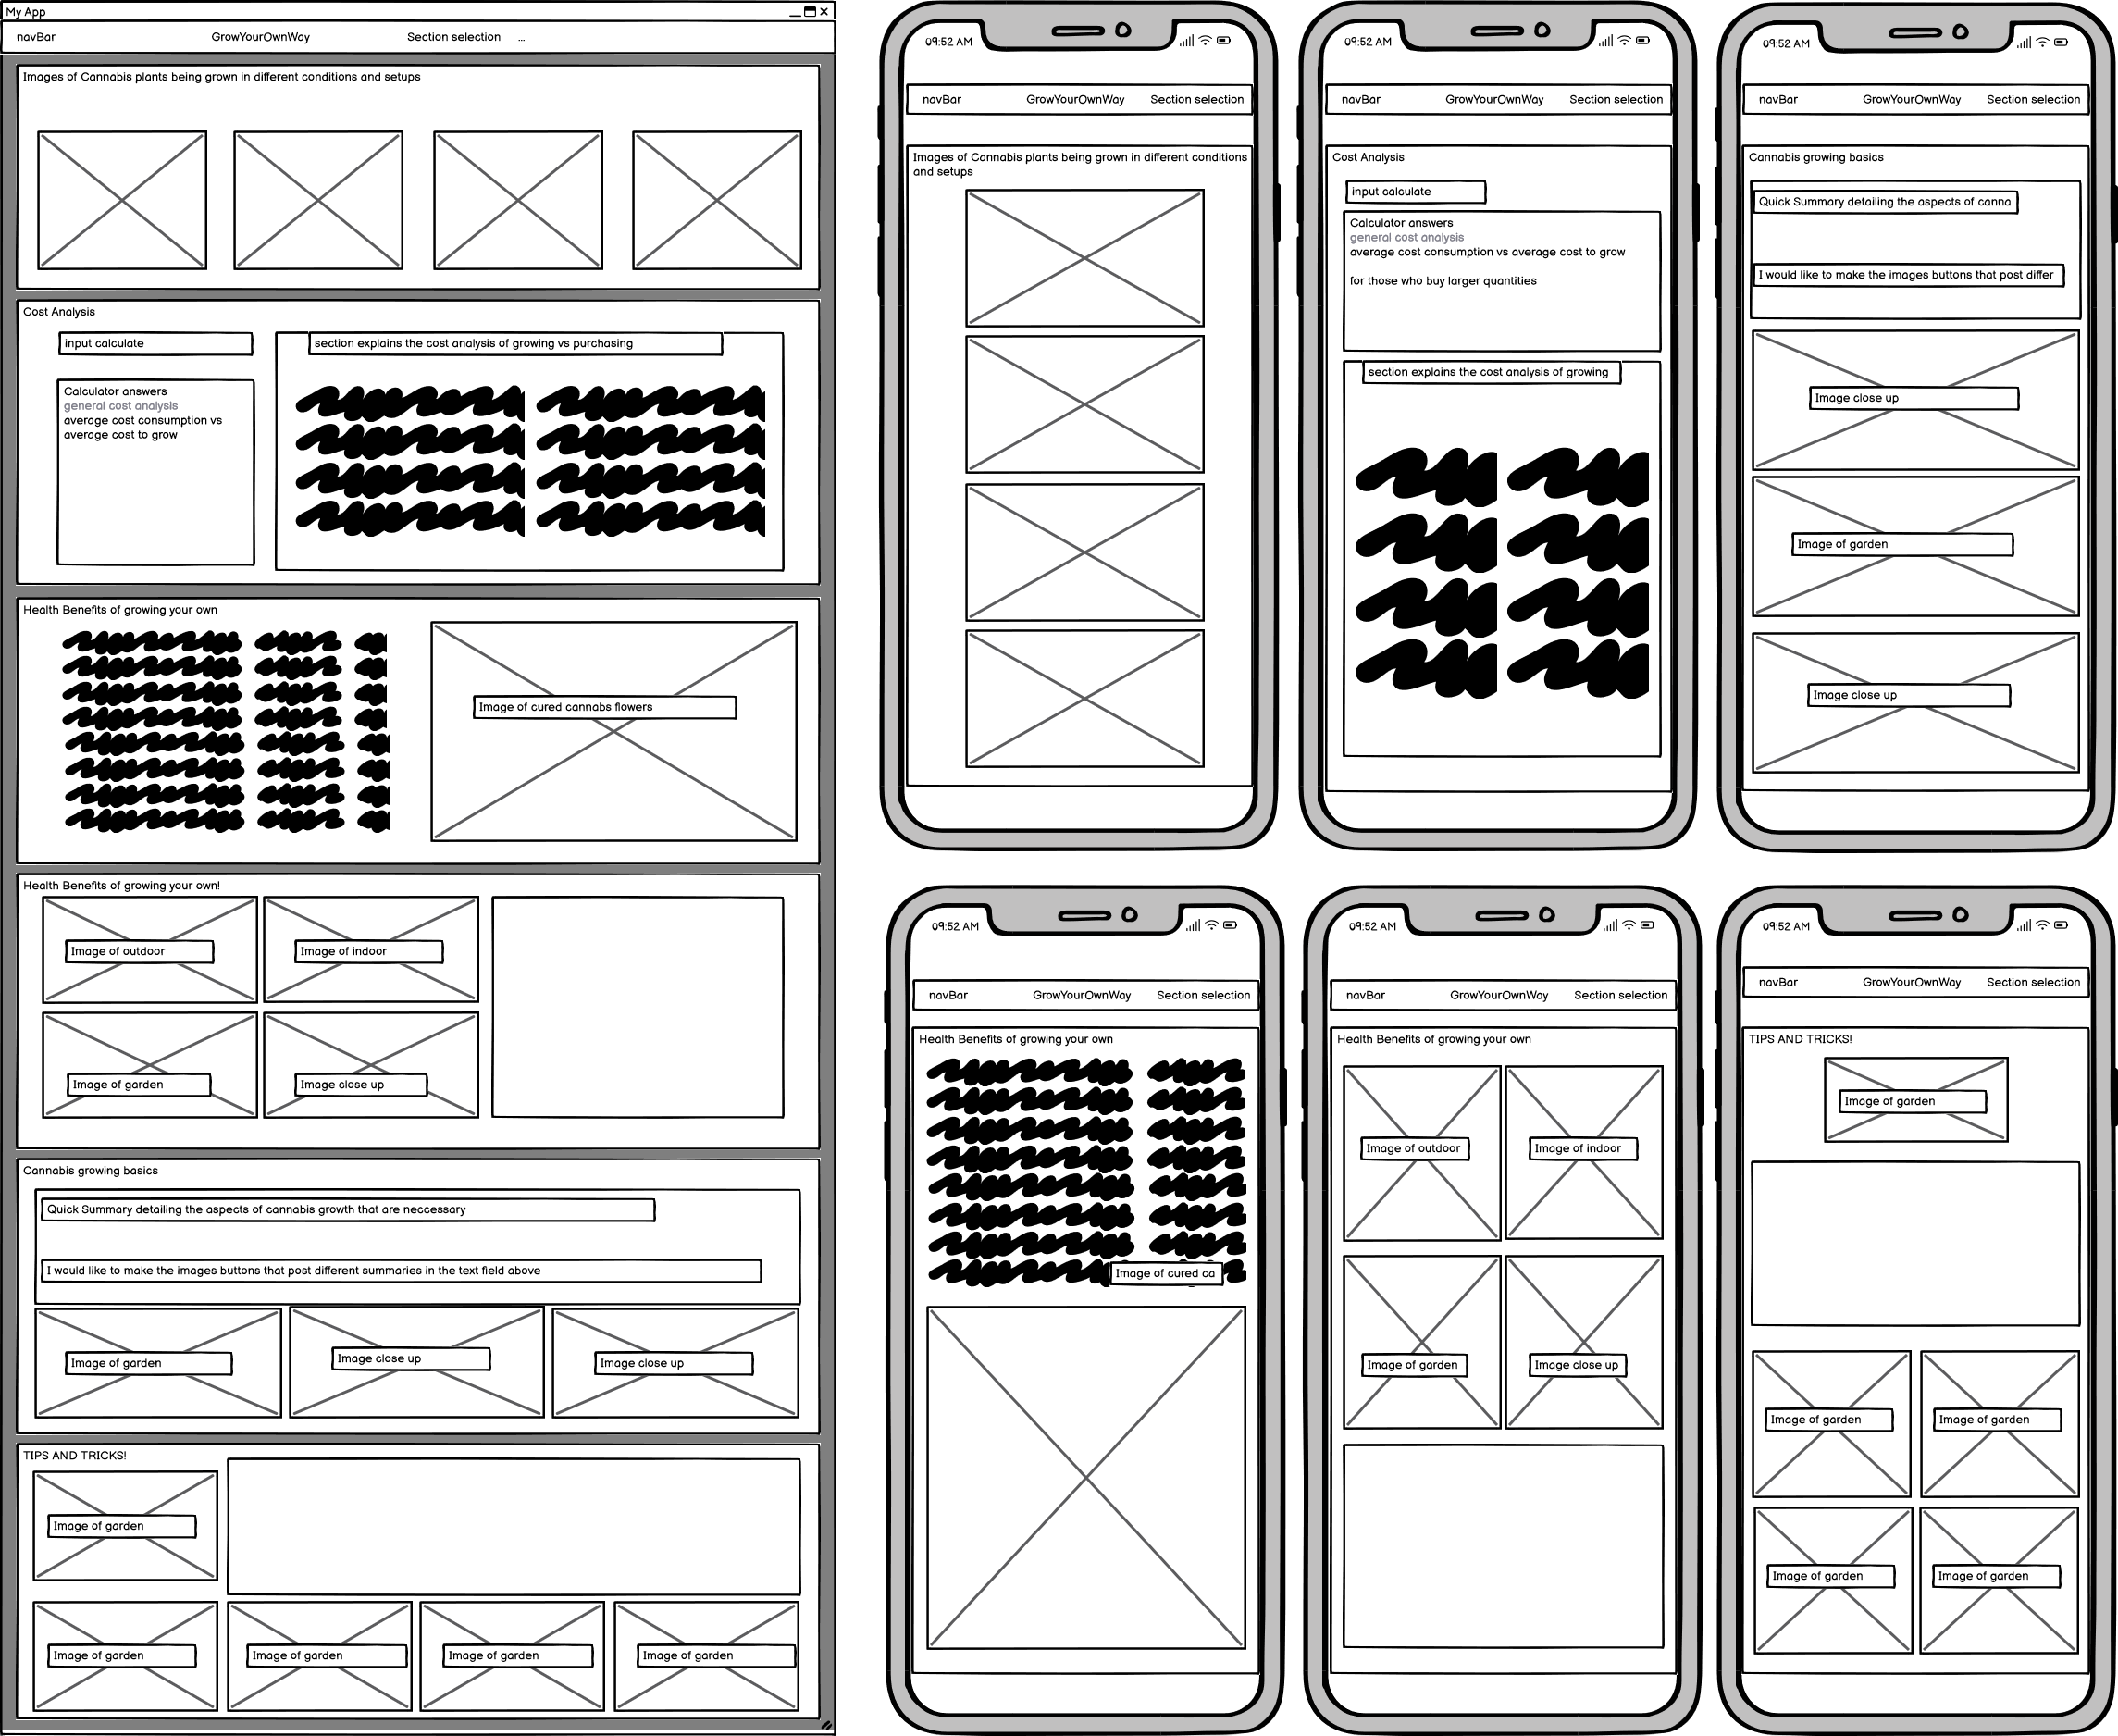 My App
navBar GrowYourOwnWay Section selection ...
Images of Cannabis plants being grown in different conditions and setups
Cost Analysis
input calculate
section explains the cost analysis of growing vs purchasing
Calculator answers
general cost analysis
average cost consumption vs
average cost to grow
Health Benefits of growing your own
Image of cured cannabs flowers
Health Benefits of growing your own!
Image of outdoor
Image of indoor
Image of garden
Image close up
Cannabis growing basics
Quick Summary detailing the aspects of cannabis growth that are neccessary
I would like to make the images buttons that post different summaries in the text field above
Image of garden
Image close up
Image close up
TIPS AND TRICKS!
Image of garden
Image of garden
Image of garden
Image of garden
Image of garden
09:52 AM
navBar GrowYourOwnWay Section selection
Images of Cannabis plants being grown in different conditions
and setups
09:52 AM
navBar GrowYourOwnWay Section selection
Cost Analysis
input calculate
Calculator answers
general cost analysis
average cost consumption vs average cost to grow
for those who buy larger quantities
section explains the cost analysis of growing
09:52 AM
navBar GrowYourOwnWay Section selection
Cannabis growing basics
Quick Summary detailing the aspects of canna
I would like to make the images buttons that post differ
Image close up
Image of garden
Image close up
09:52 AM
navBar GrowYourOwnWay Section selection
Health Benefits of growing your own
Image of cured ca
09:52 AM
navBar GrowYourOwnWay Section selection
Health Benefits of growing your own
Image of outdoor
Image of indoor
Image of garden
Image close up
09:52 AM
navBar GrowYourOwnWay Section selection
TIPS AND TRICKS!
Image of garden
Image of garden
Image of garden
Image of garden
Image of garden